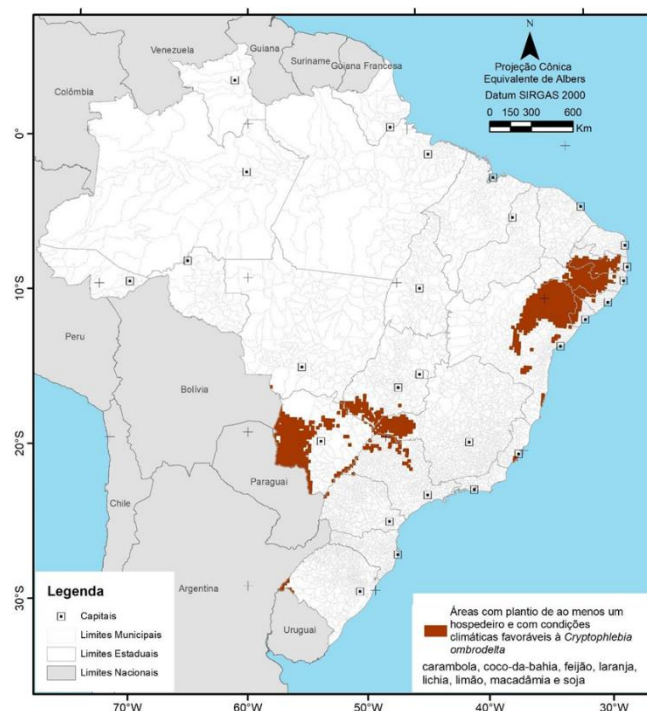 Venezuela
Guiana
Suriname
Guiana Francesa
Colômbia
N
Projeção Cônica
Equivalente de Albers
Datum SIRGAS 2000
0 150 300 600
Km
0°
10°S
Peru
Bolívia
20°S
Paraguai
Chile
Argentina
30°S
Uruguai
Legenda
Capitais
Limites Municipais
Limites Estaduais
Limites Nacionais
Áreas com plantio de ao menos um
hospedeiro e com condições
climáticas favoráveis à Cryptophlebia
ombrodelta
carambola, coco-da-bahia, feijão, laranja,
lichia, limão, macadâmia e soja
70°W 60°W 50°W 40°W 30°W